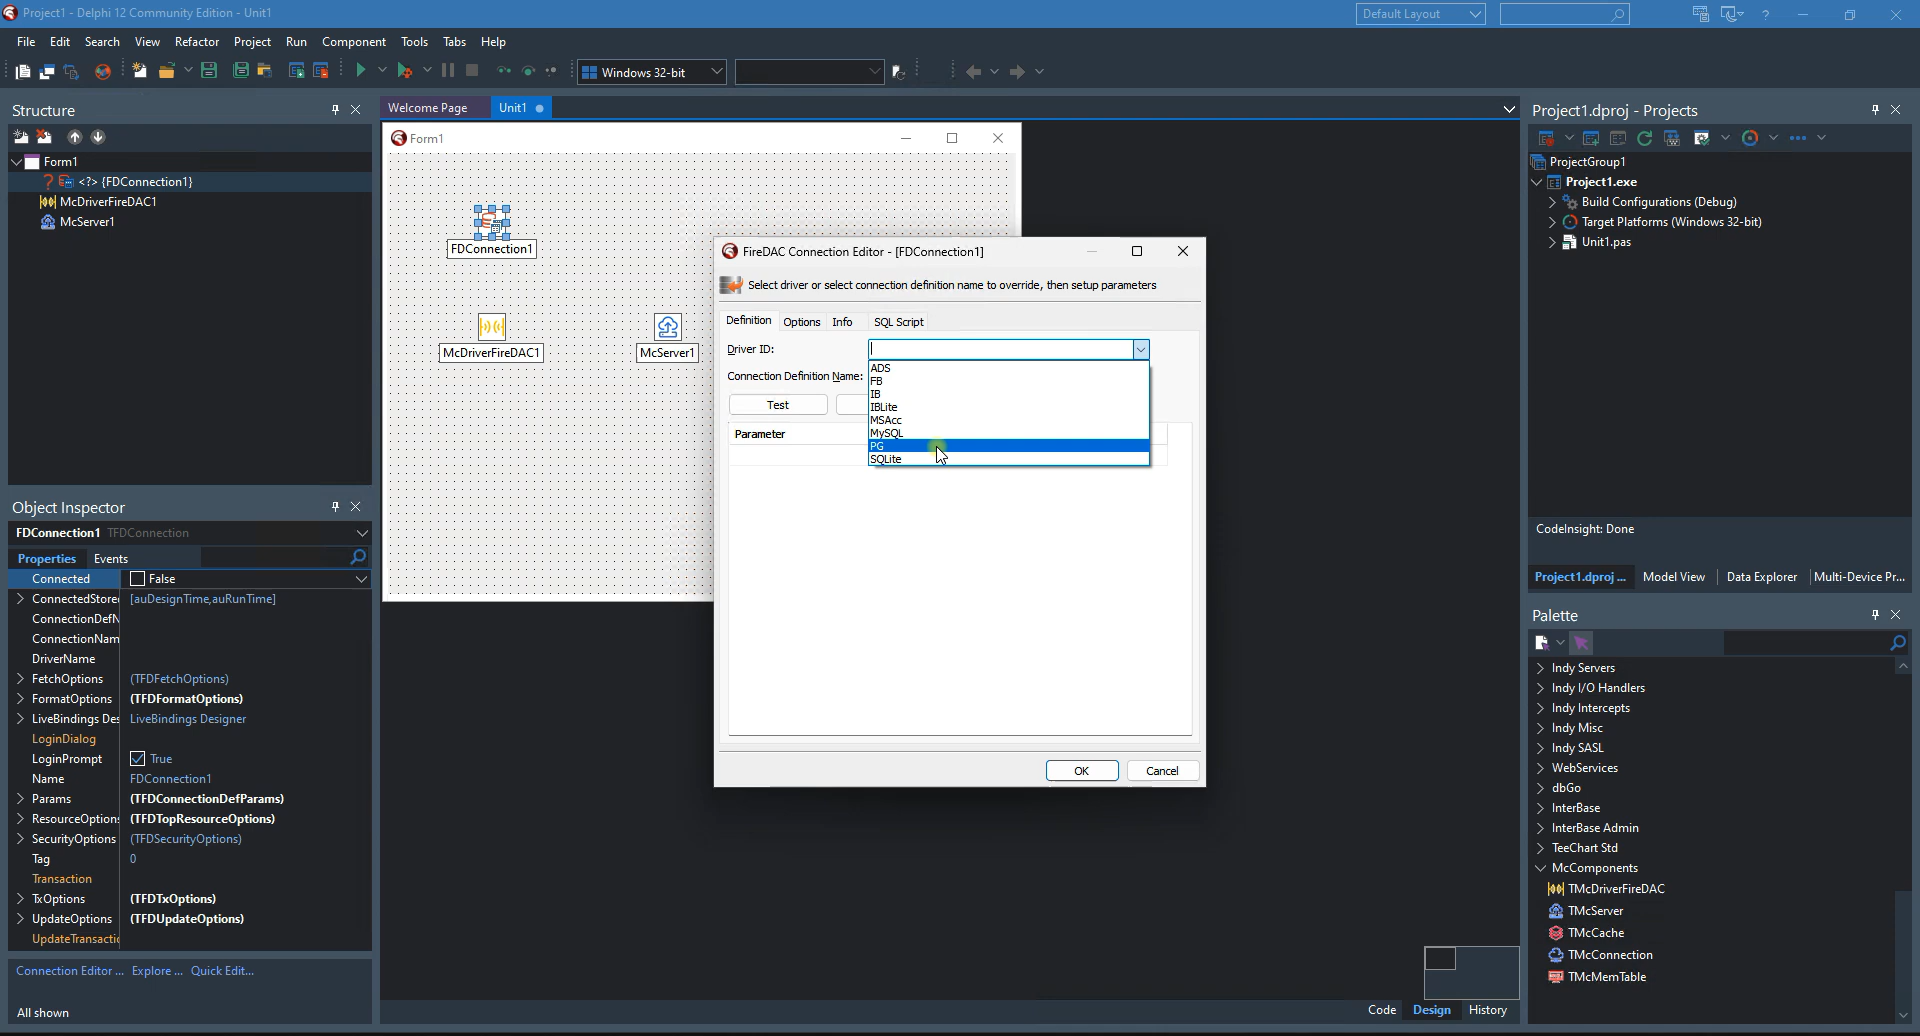 Project1 - Delphi 12 Community Edition - Unit1
Default Layout
File Edit Search View Refactor Project Run Component Tools Tabs Help
Windows 32-bit
Structure
Form1
<?> {FDConnection1}
McDriverFireDAC1
McServer1
Object Inspector
FDConnection1 TFDConnection
Properties Events
Connected False
ConnectedStore [auDesignTime,auRunTime]
ConnectionDefN
ConnectionNam
DriverName
FetchOptions (TFDFetchOptions)
FormatOptions (TFDFormatOptions)
LiveBindings Des LiveBindings Designer
LoginDialog
LoginPrompt True
Name FDConnection1
Params (TFDConnectionDefParams)
ResourceOptions (TFDTopResourceOptions)
SecurityOptions (TFDSecurityOptions)
Tag 0
Transaction
TxOptions (TFDTxOptions)
UpdateOptions (TFDUpdateOptions)
UpdateTransactio
Connection Editor ... Explore ... Quick Edit...
All shown
Welcome Page Unit1
Form1
FDConnection1
McDriverFireDAC1
McServer1
FireDAC Connection Editor - [FDConnection1]
Select driver or select connection definition name to override, then setup parameters
Definition Options Info SQL Script
Driver ID:
Connection Definition Name:
Test
Parameter
ADS
FB
IB
IBLite
MSAcc
MySQL
PG
SQLite
OK Cancel
Code Design History
Project1.dproj - Projects
ProjectGroup1
Project1.exe
Build Configurations (Debug)
Target Platforms (Windows 32-bit)
Unit1.pas
CodeInsight: Done
Project1.dproj ... Model View Data Explorer Multi-Device Pr...
Palette
Indy Servers
Indy I/O Handlers
Indy Intercepts
Indy Misc
Indy SASL
WebServices
dbGo
InterBase
InterBase Admin
TeeChart Std
McComponents
TMcDriverFireDAC
TMcServer
TMcCache
TMcConnection
TMcMemTable